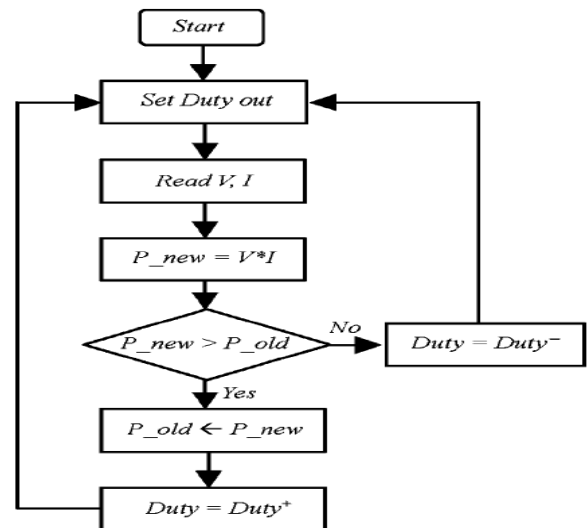 Start
Set Duty out
Read V, I
P_new = V*I
P_new > P_old
No
Duty = Duty⁻
Yes
P_old ← P_new
Duty = Duty⁺